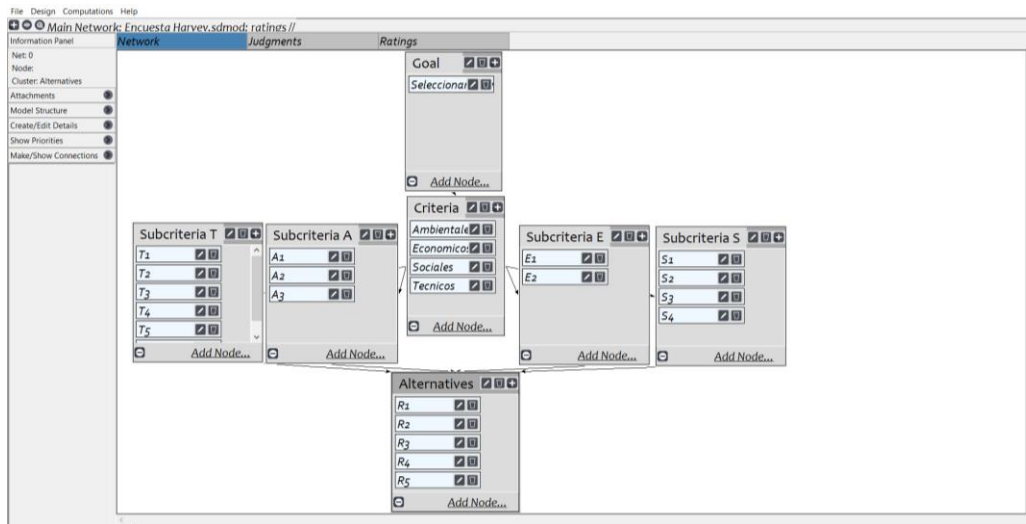 File Design Computations Help
Main Network: Encuesta Harvey.sdmod: ratings //
Information Panel
Network Judgments Ratings
Net: 0
Node:
Cluster: Alternatives
Attachments
Model Structure
Create/Edit Details
Show Priorities
Make/Show Connections
Goal
Seleccionar
Add Node...
Criteria
Ambientale
Economicos
Sociales
Tecnicos
Add Node...
Subcriteria T
T1
T2
T3
T4
T5
Add Node...
Subcriteria A
A1
A2
A3
Add Node...
Subcriteria E
E1
E2
Add Node...
Subcriteria S
S1
S2
S3
S4
Add Node...
Alternatives
R1
R2
R3
R4
R5
Add Node...